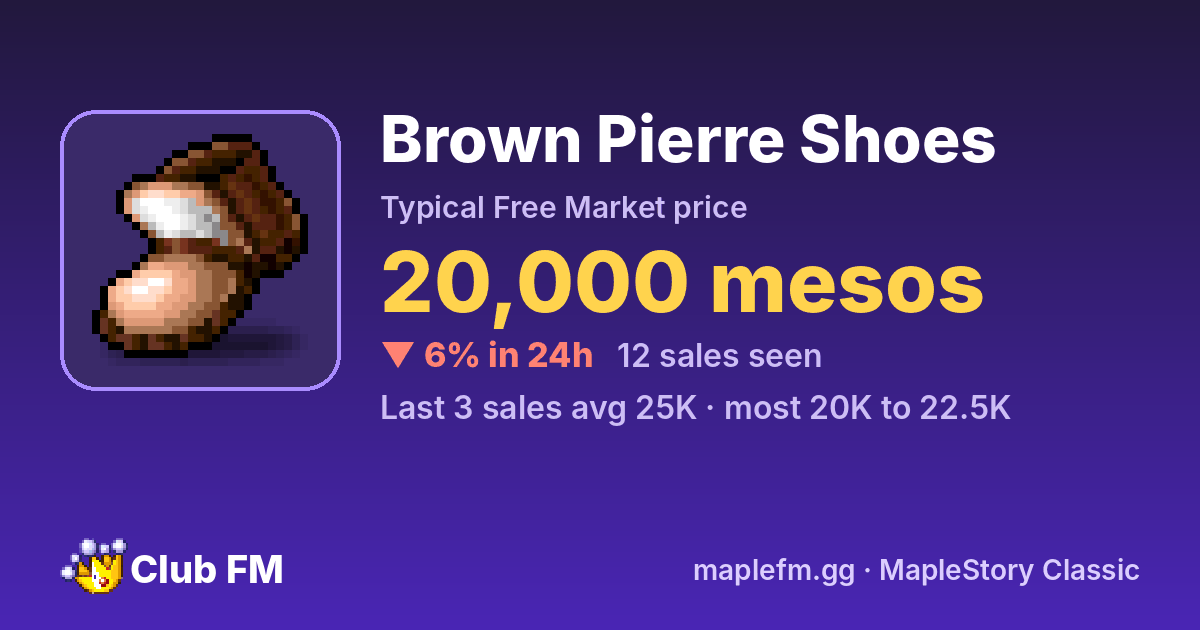 Brown Pierre Shoes
Typical Free Market price
20,000 mesos
▼ 6% in 24h 12 sales seen
Last 3 sales avg 25K · most 20K to 22.5K
Club FM
maplefm.gg · MapleStory Classic